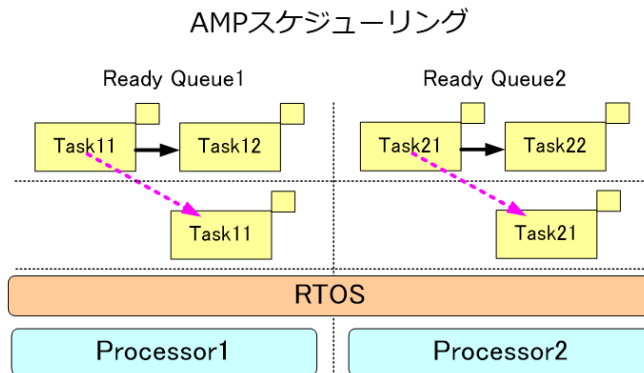 AMPスケジューリング
Ready Queue1
Ready Queue2
Task11
Task12
Task21
Task22
Task11
Task21
RTOS
Processor1
Processor2